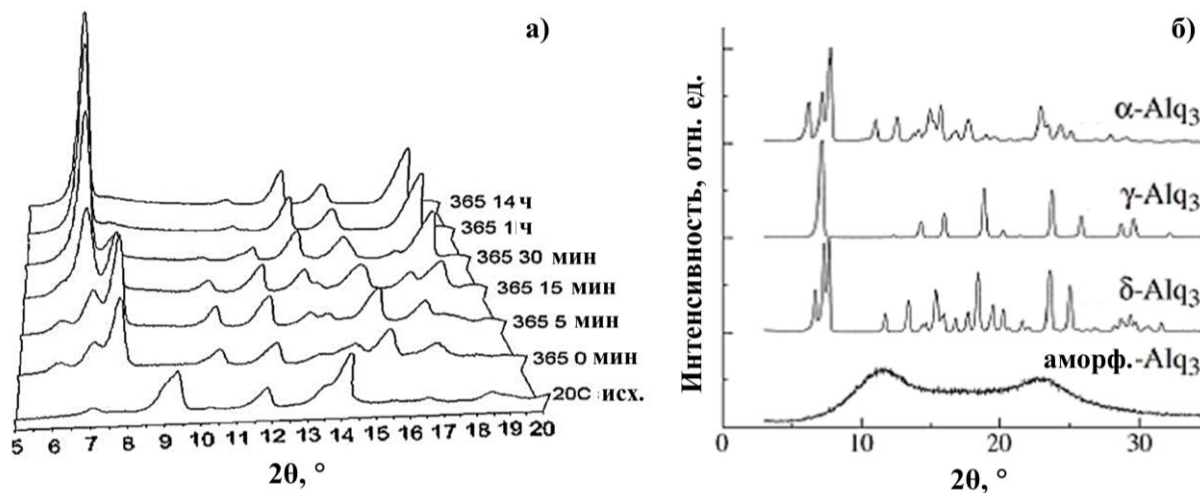 а)
365 14 ч
365 1 ч
365 30 мин
365 15 мин
365 5 мин
365 0 мин
20С исх.
5 6 7 8 9 10 11 12 13 14 15 16 17 18 19 20
2θ, °
б)
Интенсивность, отн. ед.
α-Alq3
γ-Alq3
δ-Alq3
аморф.-Alq3
0 10 20 30
2θ, °